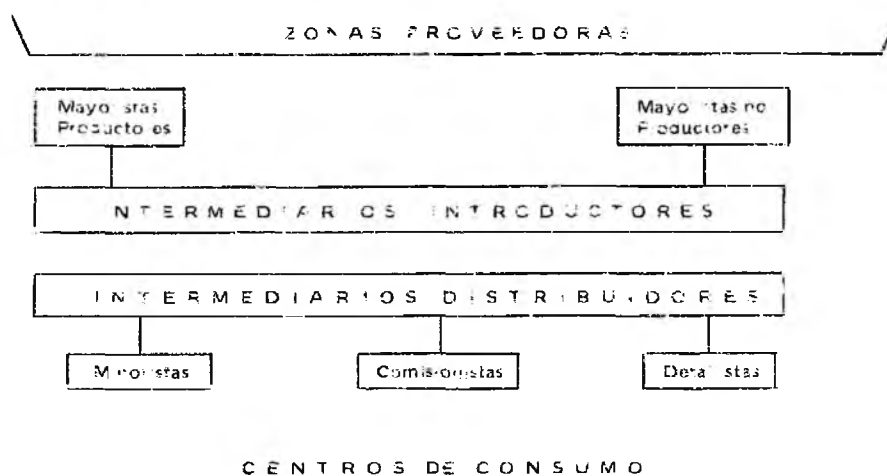 ZONAS PROVEEDORAS
Mayoristas
Productores
Mayoristas no
Productores
INTERMEDIARIOS INTRODUCTORES
INTERMEDIARIOS DISTRIBUIDORES
Minoristas
Comisionistas
Detallistas
CENTROS DE CONSUMO